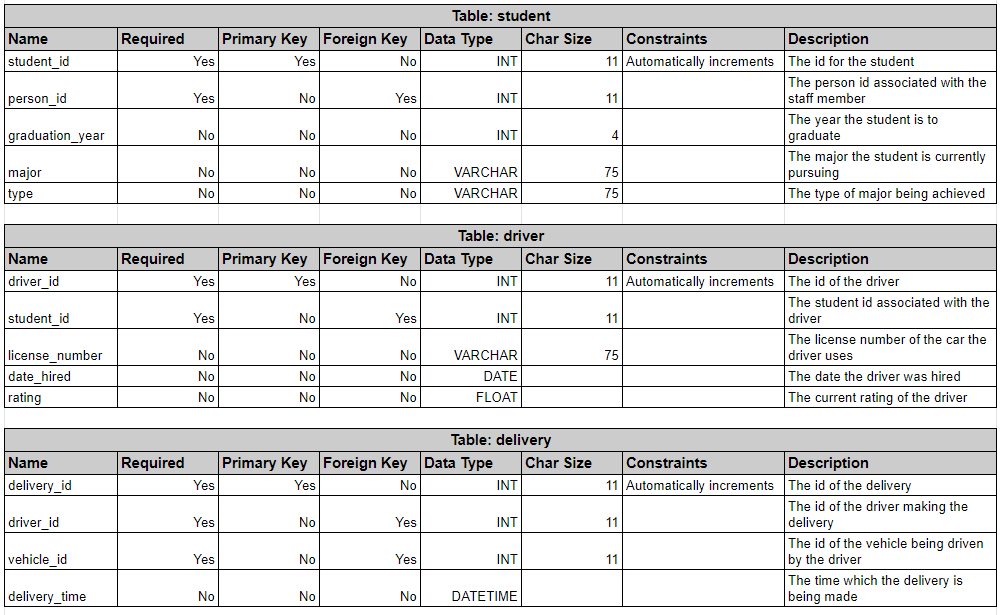 Table: student
Name Required Primary Key Foreign Key Data Type Char Size Constraints Description
student_id Yes Yes No INT 11 Automatically increments The id for the student
person_id Yes No Yes INT 11 The person id associated with the
staff member
graduation_year No No No INT 4 The year the student is to
graduate
major No No No VARCHAR 75 The major the student is currently
pursuing
type No No No VARCHAR 75 The type of major being achieved
Table: driver
Name Required Primary Key Foreign Key Data Type Char Size Constraints Description
driver_id Yes Yes No INT 11 Automatically increments The id of the driver
student_id Yes No Yes INT 11 The student id associated with the
driver
license_number No No No VARCHAR 75 The license number of the car the
driver uses
date_hired No No No DATE The date the driver was hired
rating No No No FLOAT The current rating of the driver
Table: delivery
Name Required Primary Key Foreign Key Data Type Char Size Constraints Description
delivery_id Yes Yes No INT 11 Automatically increments The id of the delivery
driver_id Yes No Yes INT 11 The id of the driver making the
delivery
vehicle_id Yes No Yes INT 11 The id of the vehicle being driven
by the driver
delivery_time No No No DATETIME The time which the delivery is
being made